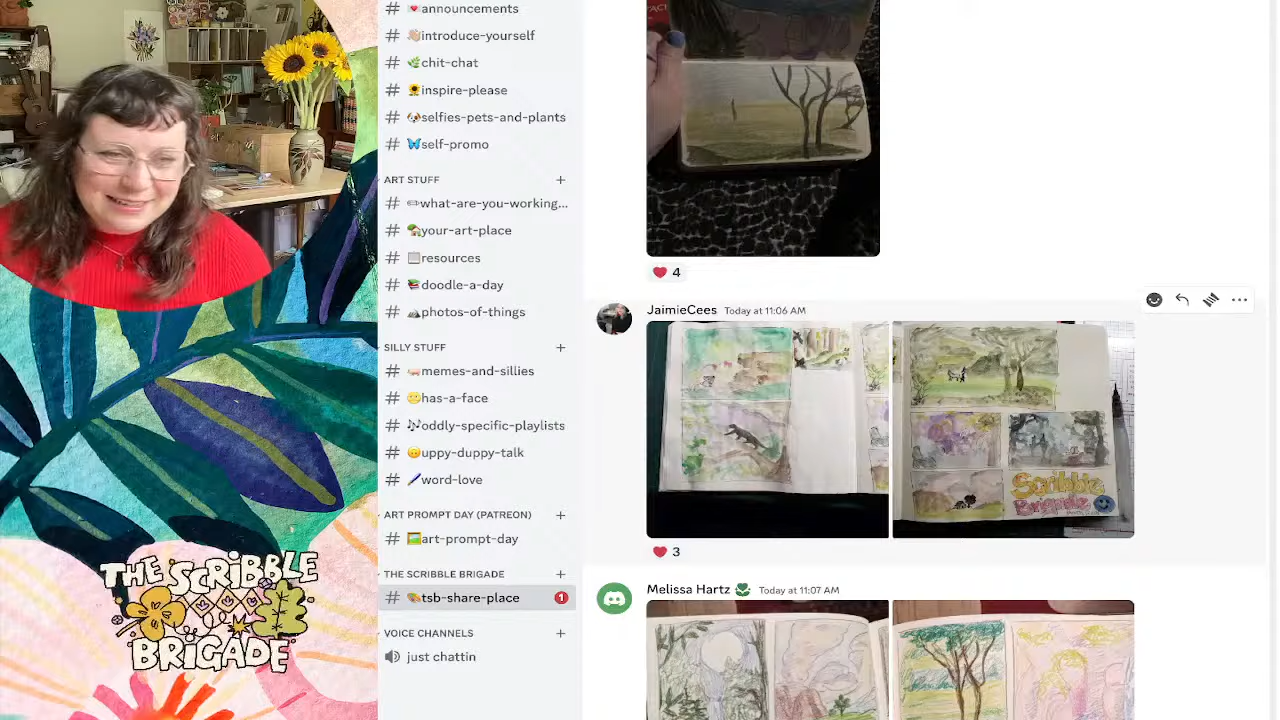 announcements
introduce-yourself
chit-chat
inspire-please
selfies-pets-and-plants
self-promo
ART STUFF
what-are-you-working...
your-art-place
resources
doodle-a-day
photos-of-things
SILLY STUFF
memes-and-sillies
has-a-face
oddly-specific-playlists
uppy-duppy-talk
word-love
ART PROMPT DAY (PATREON)
art-prompt-day
THE SCRIBBLE BRIGADE
tsb-share-place 1
VOICE CHANNELS
just chattin
THE SCRIBBLE
BRIGADE
4
JaimieCees Today at 11:06 AM
Scribble
Brigade
3
Melissa Hartz Today at 11:07 AM